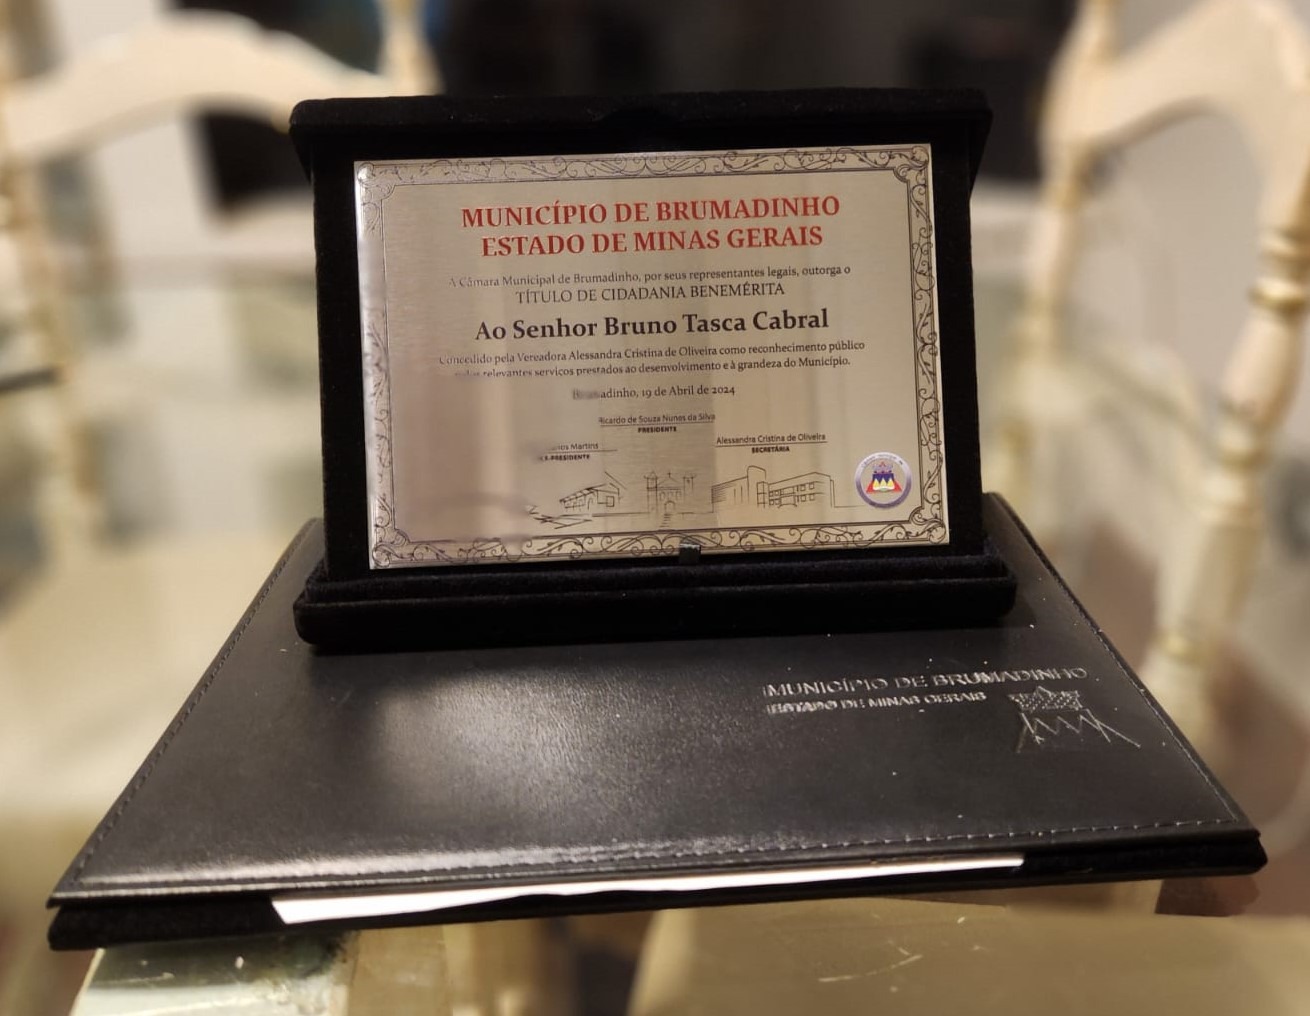 MUNICÍPIO DE BRUMADINHO
ESTADO DE MINAS GERAIS
A Câmara Municipal de Brumadinho, por seus representantes legais, outorga o
TÍTULO DE CIDADANIA BENEMÉRITA
Ao Senhor Bruno Tasca Cabral
Concedido pela Vereadora Alessandra Cristina de Oliveira como reconhecimento público
relevantes serviços prestados ao desenvolvimento e à grandeza do Município.
Brumadinho, 19 de Abril de 2024
Ricardo de Souza Nunes da Silva
PRESIDENTE
Martins
Alessandra Cristina de Oliveira
SECRETÁRIA
MUNICÍPIO DE BRUMADINHO
ESTADO DE MINAS GERAIS